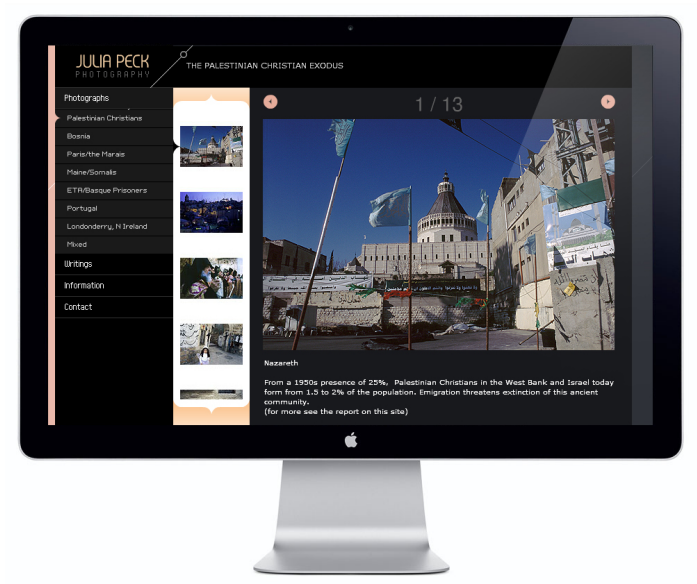 JULIA PECK
PHOTOGRAPHY
THE PALESTINIAN CHRISTIAN EXODUS
Photographs
Palestinian Christians
Bosnia
Paris/the Marais
Maine/Somalis
ETA/Basque Prisoners
Portugal
Londonderry, N Ireland
Mixed
Writings
Information
Contact
1 / 13
Nazareth
From a 1950s presence of 25%, Palestinian Christians in the West Bank and Israel today
form from 1.5 to 2% of the population. Emigration threatens extinction of this ancient
community.
(for more see the report on this site)